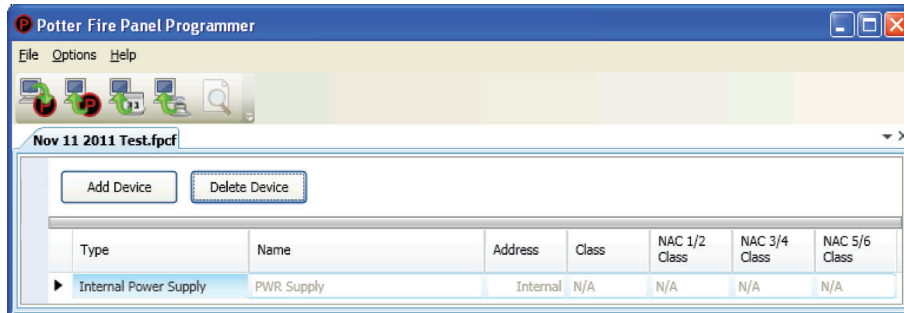 Potter Fire Panel Programmer
File Options Help
Nov 11 2011 Test.fpcf
Add Device Delete Device
Type Name Address Class NAC 1/2 Class NAC 3/4 Class NAC 5/6 Class
Internal Power Supply PWR Supply Internal N/A N/A N/A N/A